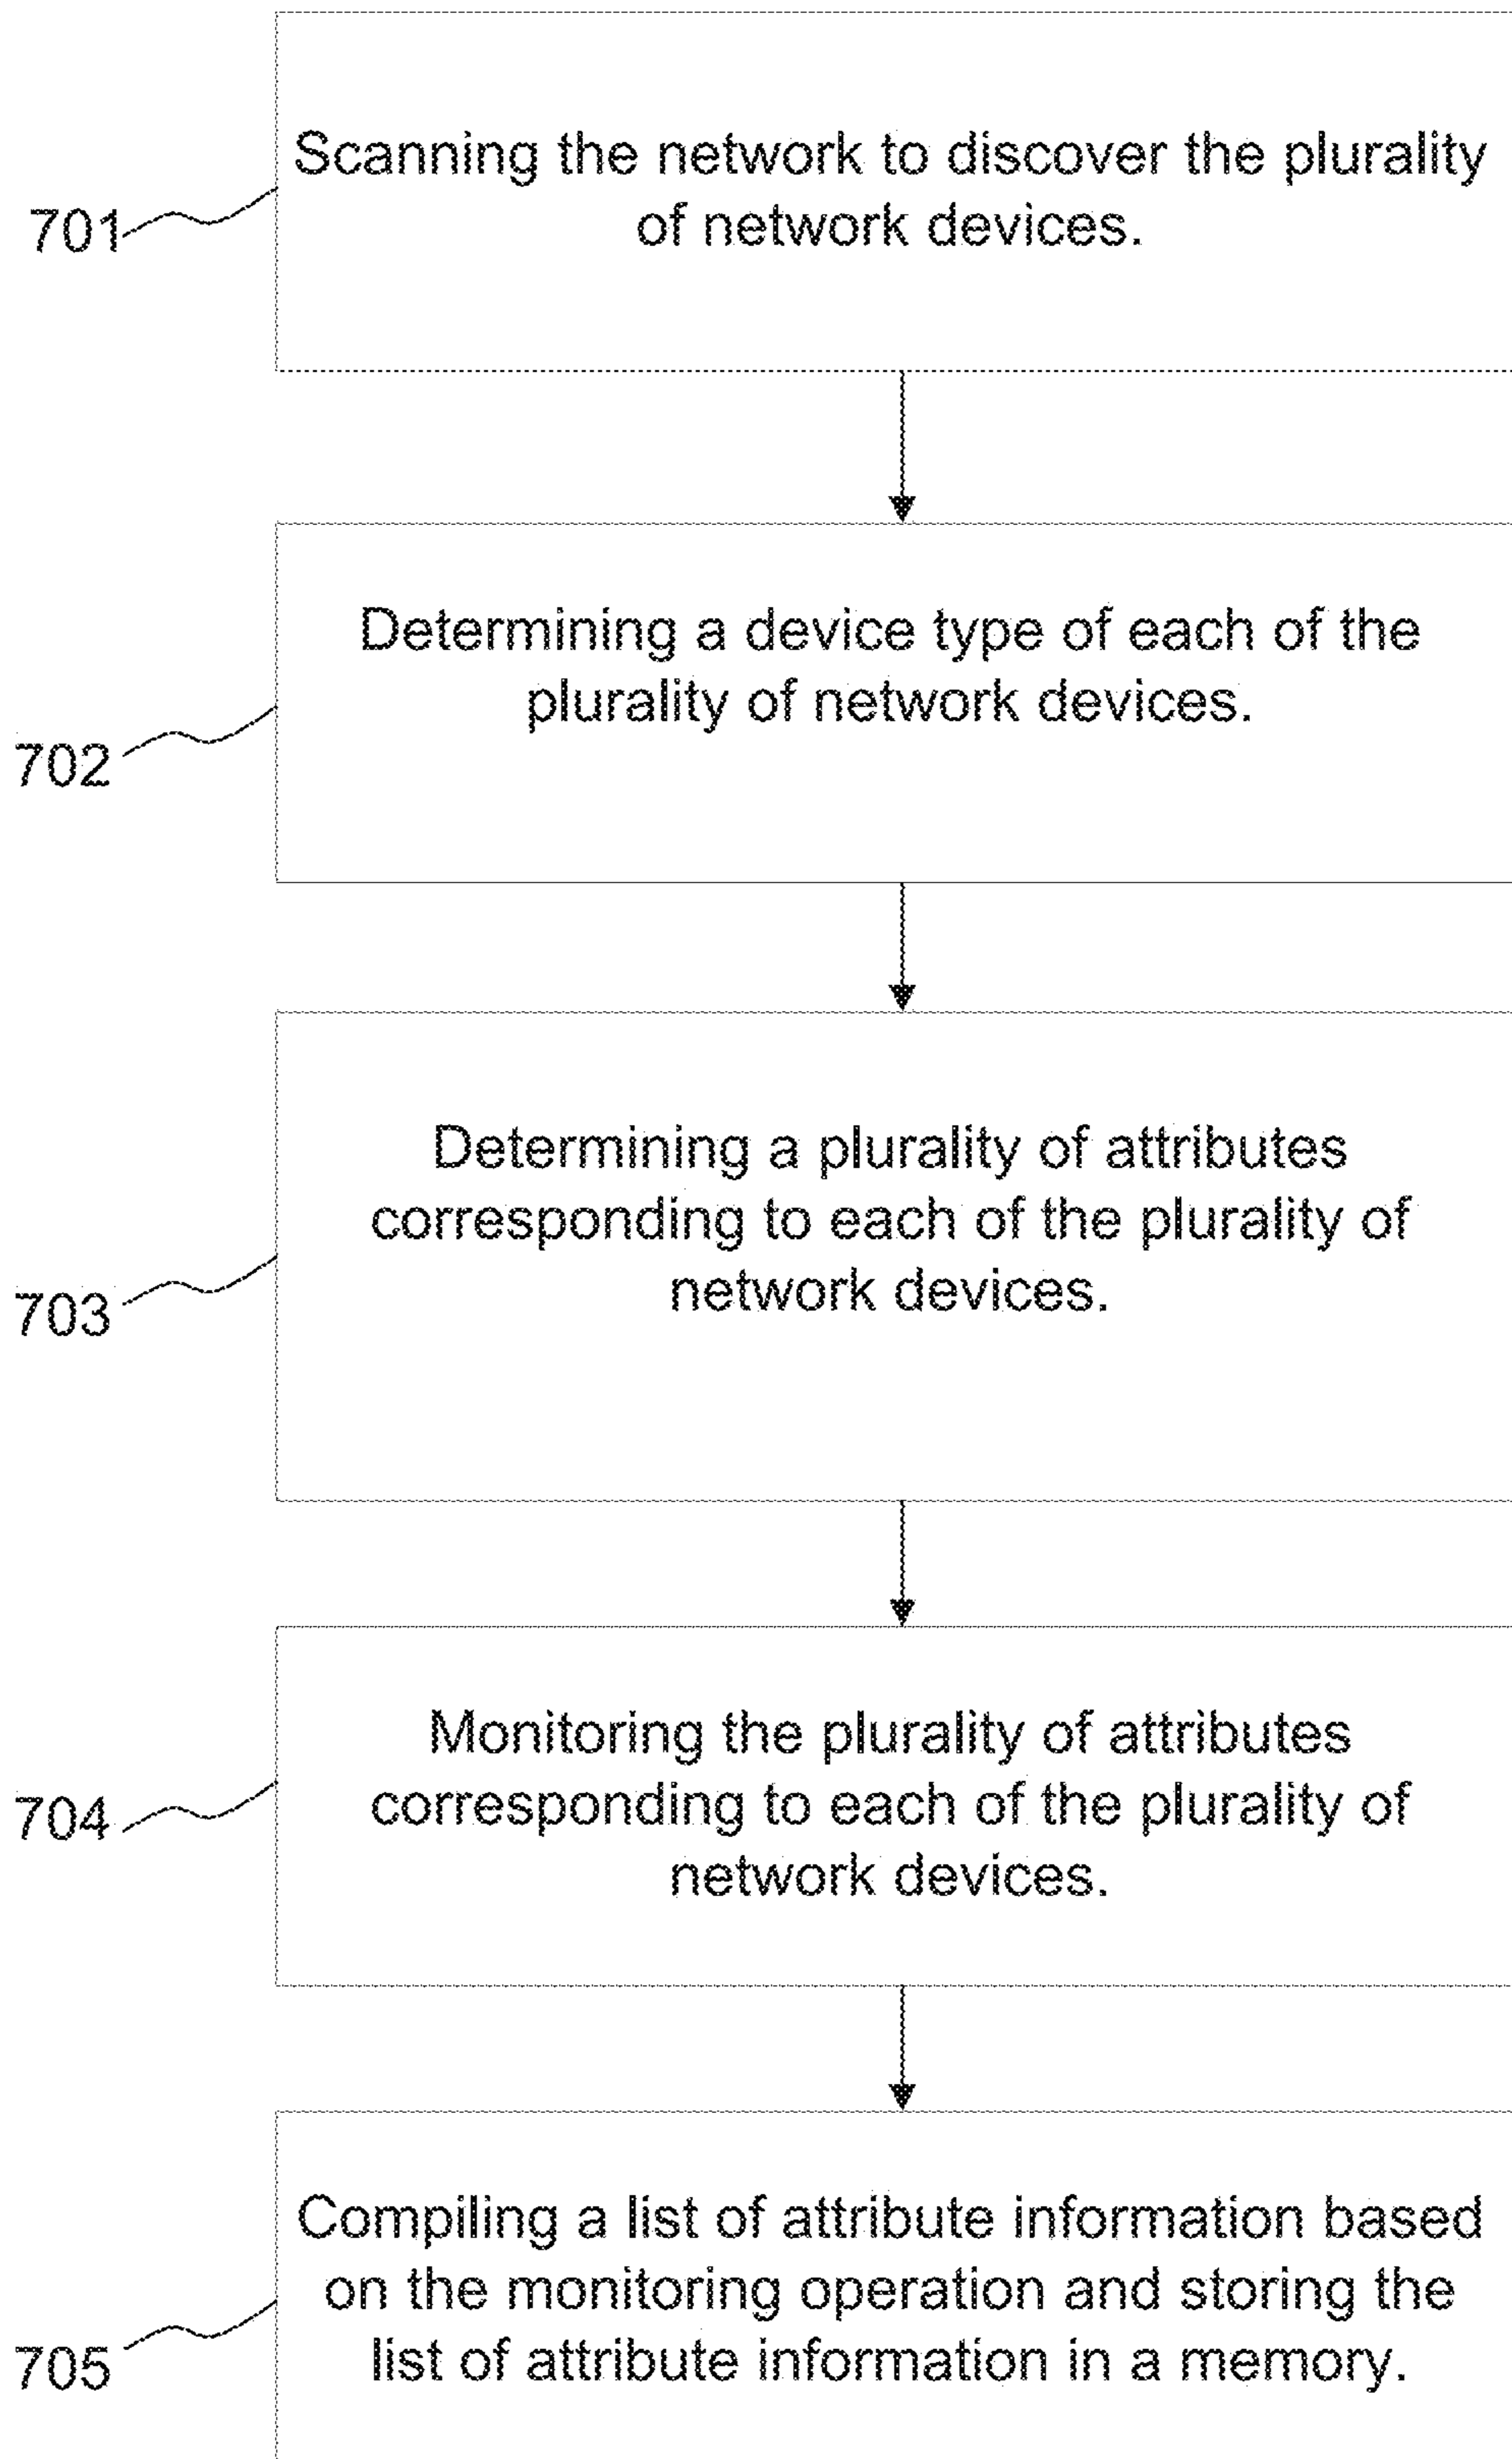 Scanning the network to discover the plurality
of network devices.
701
Determining a device type of each of the
plurality of network devices.
702
Determining a plurality of attributes
corresponding to each of the plurality of
network devices.
703
Monitoring the plurality of attributes
corresponding to each of the plurality of
network devices.
704
Compiling a list of attribute information based
on the monitoring operation and storing the
list of attribute information in a memory.
705